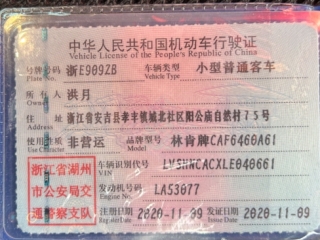 中华人民共和国机动车行驶证
Vehicle License of the People's Republic of China
号牌号码 浙E909ZB 车辆类型 小型普通客车
Plate No. Vehicle Type
所有人 洪月
Owner
住址 浙江省安吉县孝丰镇城北社区阳公庙自然村75号
Address
使用性质 非营运 品牌型号 林肯牌CAF6460A61
Use Character Model
浙江省湖州市公安局交通警察支队
车辆识别代号
VIN
发动机号码 LA53077
Engine No.
注册日期 2020-11-09 发证日期 2020-11-09
Register Date Issue Date